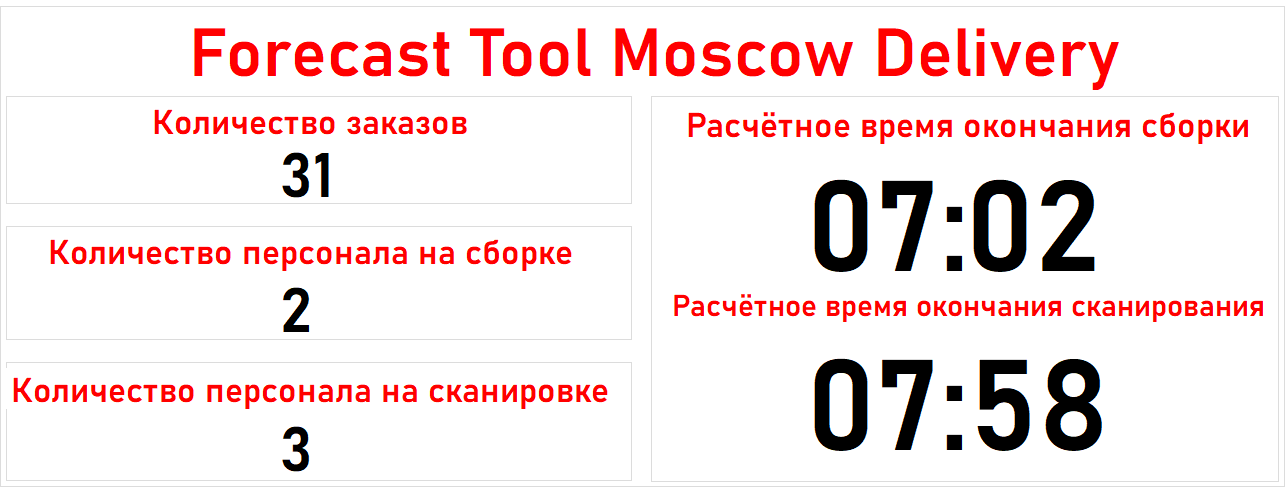 Forecast Tool Moscow Delivery
Количество заказов
31
Количество персонала на сборке
2
Количество персонала на сканировке
3
Расчётное время окончания сборки
07:02
Расчётное время окончания сканирования
07:58